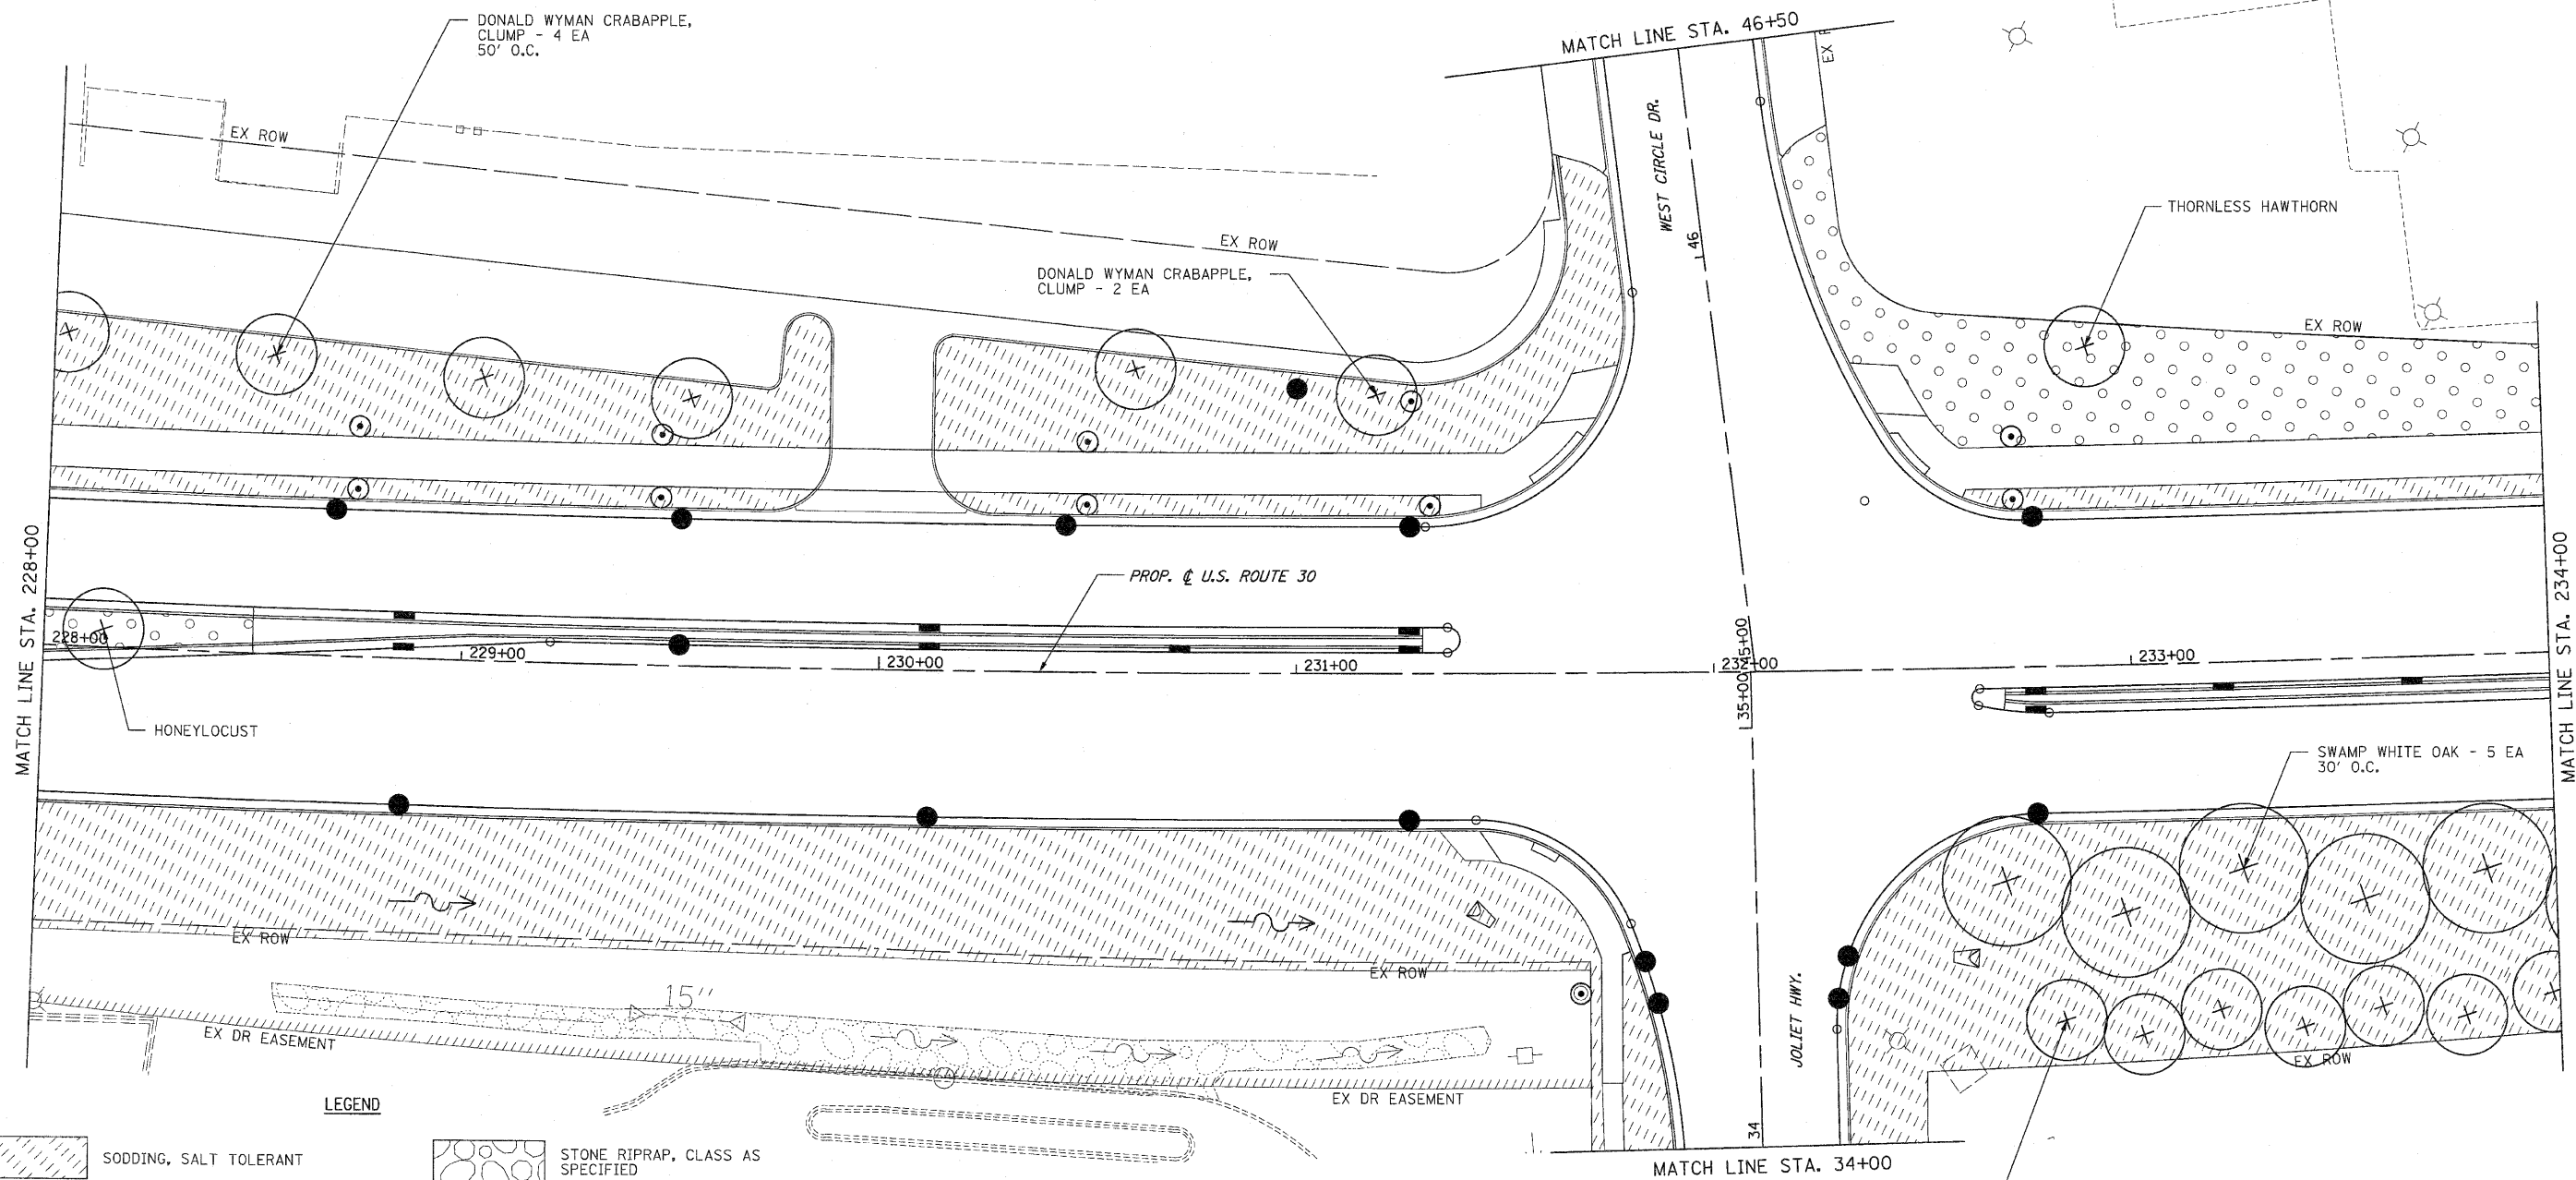 DONALD WYMAN CRABAPPLE,
CLUMP - 4 EA
50' O.C.
MATCH LINE STA. 46+50
EX ROW
EX
WEST CIRCLE DR.
46
THORNLESS HAWTHORN
EX ROW
DONALD WYMAN CRABAPPLE,
CLUMP - 2 EA
EX ROW
MATCH LINE STA. 228+00
PROP. ℄ U.S. ROUTE 30
MATCH LINE STA. 234+00
228+00
229+00
230+00
231+00
232+00
45+00
35+00
233+00
HONEYLOCUST
SWAMP WHITE OAK - 5 EA
30' O.C.
EX ROW
EX ROW
15"
EX DR EASEMENT
EX DR EASEMENT
JOLIET HWY.
EX ROW
34
MATCH LINE STA. 34+00
LEGEND
SODDING, SALT TOLERANT
STONE RIPRAP, CLASS AS
SPECIFIED